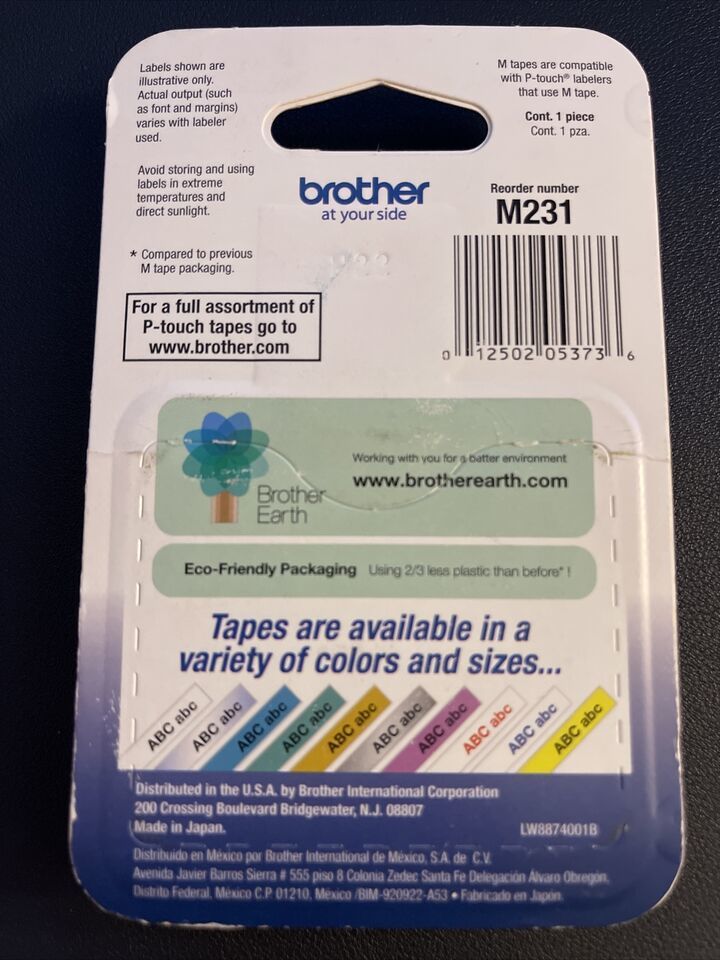 Labels shown are
illustrative only.
Actual output (such
as font and margins)
varies with labeler
used.
Avoid storing and using
labels in extreme
temperatures and
direct sunlight.
* Compared to previous
M tape packaging.
For a full assortment of
P-touch tapes go to
www.brother.com
brother
at your side
M tapes are compatible
with P-touch® labelers
that use M tape.
Cont. 1 piece
Cont. 1 pza.
Reorder number
M231
0 12502 05373 6
Brother
Earth
Working with you for a better environment
www.brotherearth.com
Eco-Friendly Packaging Using 2/3 less plastic than before* !
Tapes are available in a
variety of colors and sizes...
ABC abc ABC abc ABC abc ABC abc ABC abc ABC abc ABC abc ABC abc ABC abc ABC abc
Distributed in the U.S.A. by Brother International Corporation
200 Crossing Boulevard Bridgewater, N.J. 08807
Made in Japan. LW8874001B
Distribuido en México por Brother International de México, S.A. de C.V.
Avenida Javier Barros Sierra # 555 piso 8 Colonia Zedec Santa Fe Delegación Álvaro Obregón,
Distrito Federal, México C.P 01210, México /BIM-920922-A53 • Fabricado en Japón.